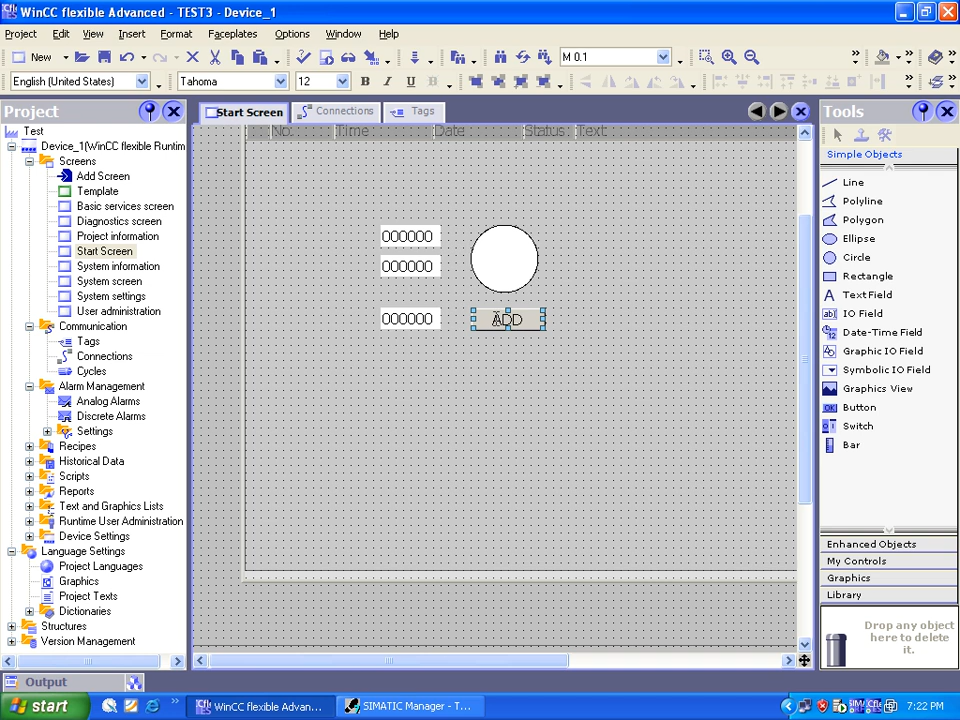 WinCC flexible Advanced - TEST3 - Device_1
Project Edit View Insert Format Faceplates Options Window Help
New M 0.1
English (United States) Tahoma 12 B I U
Project
Start Screen Connections Tags
Tools
No. Time Date Status Text
Test
Device_1(WinCC flexible Runtim
Screens
Add Screen
Template
Basic services screen
Diagnostics screen
Project information
Start Screen
System information
System screen
System settings
User administration
Communication
Tags
Connections
Cycles
Alarm Management
Analog Alarms
Discrete Alarms
Settings
Recipes
Historical Data
Scripts
Reports
Text and Graphics Lists
Runtime User Administration
Device Settings
Language Settings
Project Languages
Graphics
Project Texts
Dictionaries
Structures
Version Management
000000
000000
000000 ADD
Simple Objects
Line
Polyline
Polygon
Ellipse
Circle
Rectangle
Text Field
IO Field
Date-Time Field
Graphic IO Field
Symbolic IO Field
Graphics View
Button
Switch
Bar
Enhanced Objects
My Controls
Graphics
Library
Drop any object
here to delete
it.
Output
start WinCC flexible Advan... SIMATIC Manager - T... 7:22 PM